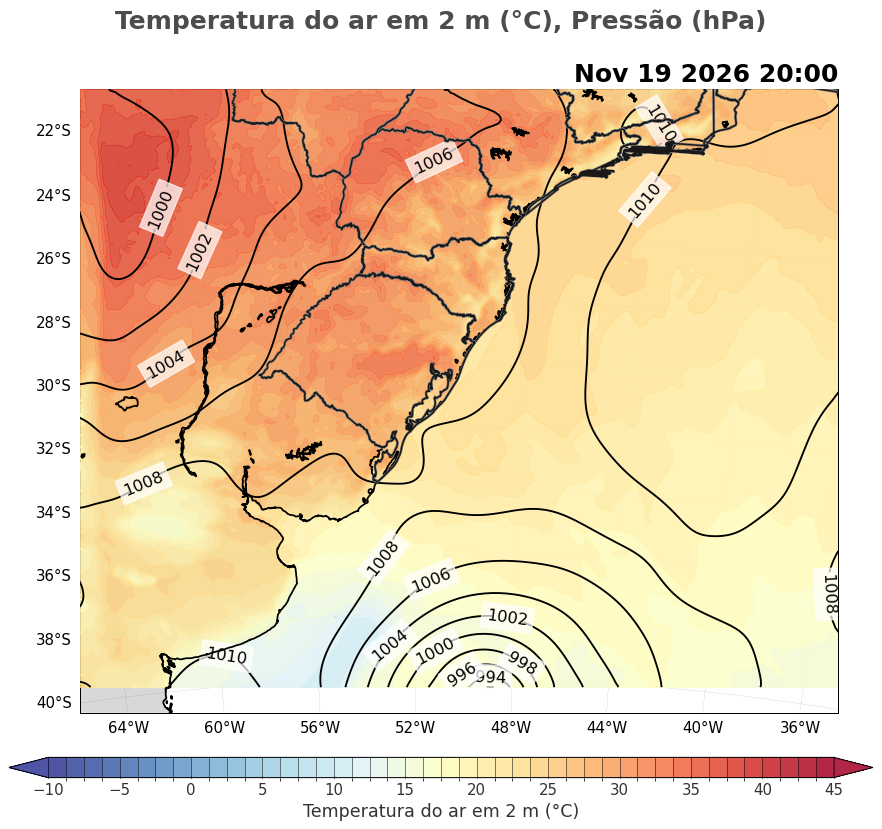 Temperatura do ar em 2 m (°C), Pressão (hPa)
Nov 19 2026 20:00
22°S
24°S
26°S
28°S
30°S
32°S
34°S
36°S
38°S
40°S
1010
1006
1010
1000
1002
1004
1008
1008
1006
1008
1002
1004
1000
998
1010
996
994
64°W 60°W 56°W 52°W 48°W 44°W 40°W 36°W
−10 −5 0 5 10 15 20 25 30 35 40 45
Temperatura do ar em 2 m (°C)